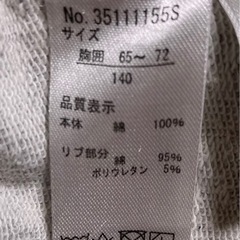 No. 35111155S
サイズ
胸囲 65〜 72
140
品質表示
本体 綿 100%
リブ部分
綿 95%
ポリウレタン 5%